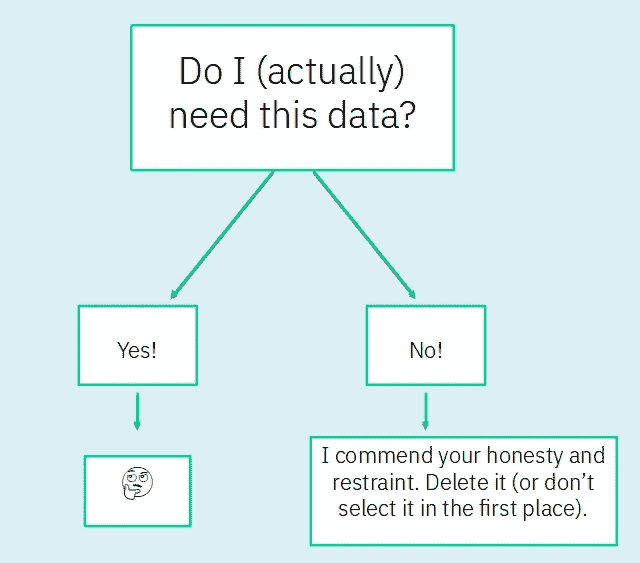 Do I (actually)
need this data?
Yes!
No!
I commend your honesty and
restraint. Delete it (or don’t
select it in the first place).